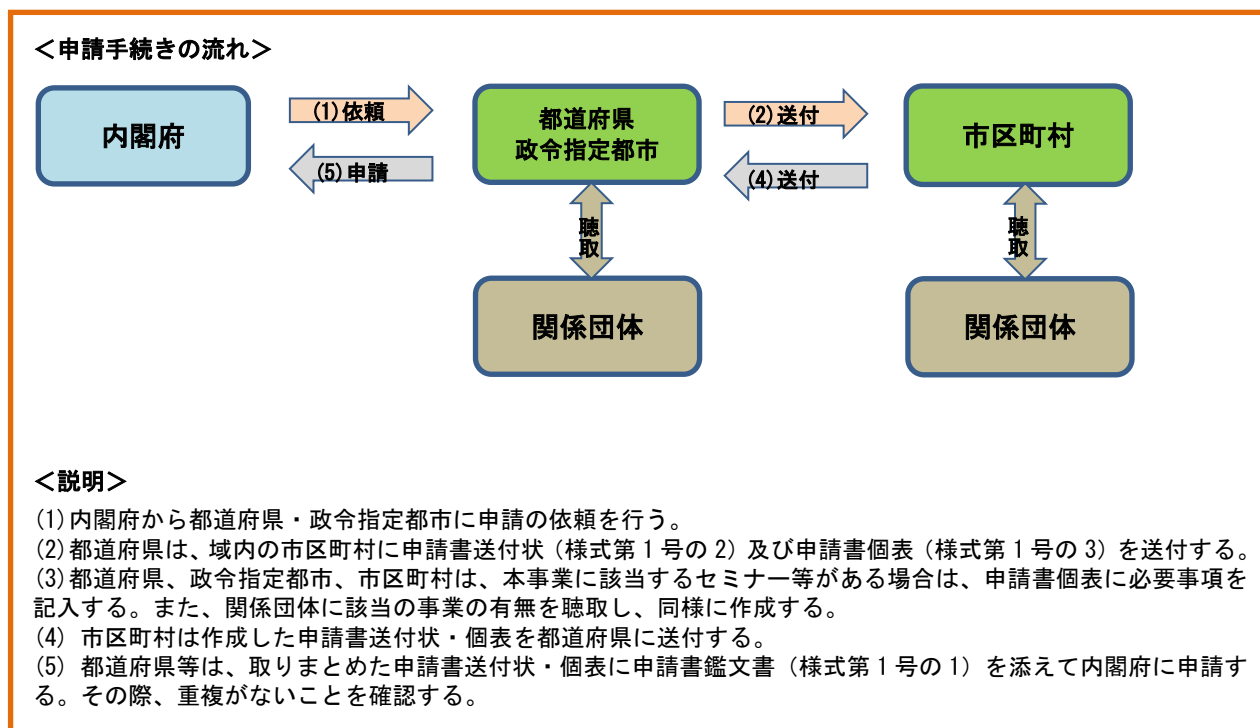 ＜申請手続きの流れ＞
内閣府
(1)依頼
(5)申請
都道府県
政令指定都市
(2)送付
(4)送付
市区町村
聴取
聴取
関係団体
関係団体
＜説明＞
(1)内閣府から都道府県・政令指定都市に申請の依頼を行う。
(2)都道府県は、域内の市区町村に申請書送付状（様式第１号の２）及び申請書個表（様式第１号の３）を送付する。
(3)都道府県、政令指定都市、市区町村は、本事業に該当するセミナー等がある場合は、申請書個表に必要事項を
記入する。また、関係団体に該当の事業の有無を聴取し、同様に作成する。
(4) 市区町村は作成した申請書送付状・個表を都道府県に送付する。
(5) 都道府県等は、取りまとめた申請書送付状・個表に申請書鑑文書（様式第１号の１）を添えて内閣府に申請す
る。その際、重複がないことを確認する。